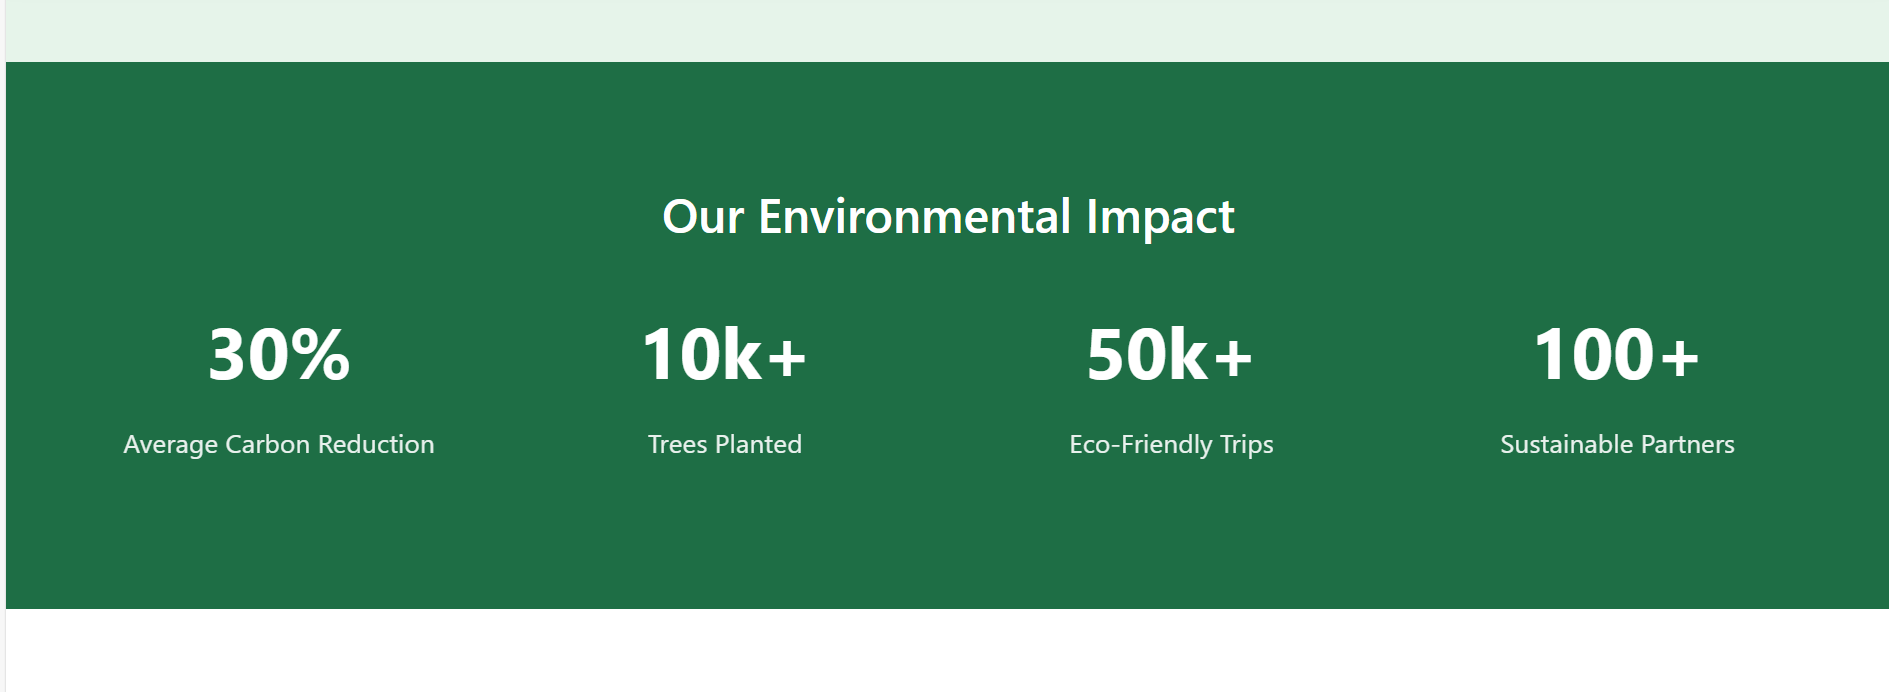 Our Environmental Impact
30%
Average Carbon Reduction
10k+
Trees Planted
50k+
Eco-Friendly Trips
100+
Sustainable Partners